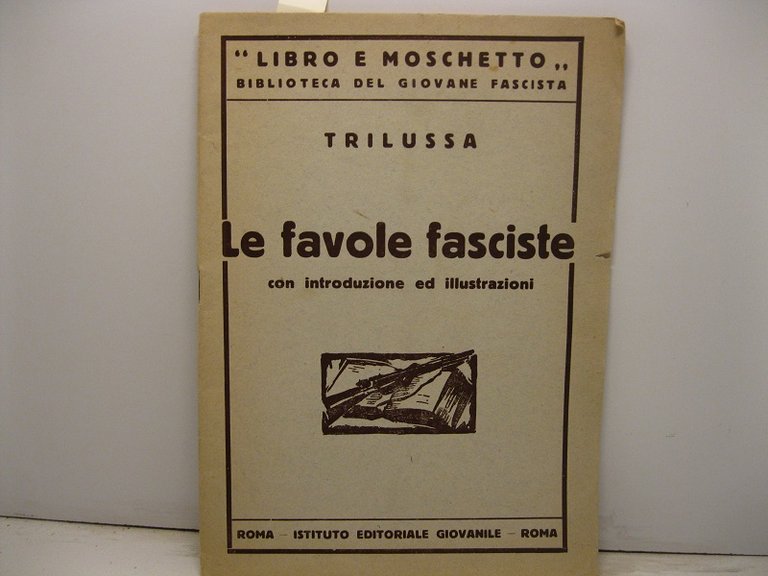 “ LIBRO E MOSCHETTO „
BIBLIOTECA DEL GIOVANE FASCISTA
TRILUSSA
Le favole fasciste
con introduzione ed illustrazioni
ROMA – ISTITUTO EDITORIALE GIOVANILE – ROMA